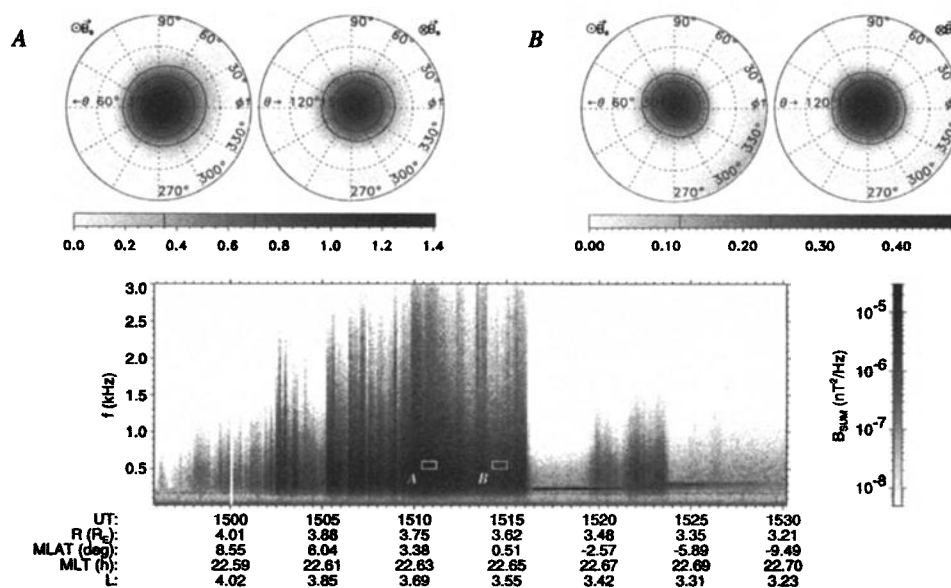 A
B
90°
60°
30°
330°
300°
270°
←θ 60°
φ↑
90°
60°
30°
330°
300°
270°
θ→ 120°
φ↑
90°
60°
30°
330°
300°
270°
←θ 60°
φ↑
90°
60°
30°
330°
300°
270°
θ→ 120°
0.0 0.2 0.4 0.6 0.8 1.0 1.2 1.4
0.00 0.10 0.20 0.30 0.40
f (kHz)
3.0
2.5
2.0
1.5
1.0
0.5
A
B
10⁻⁵
10⁻⁶
10⁻⁷
10⁻⁸
B_SUM (nT²/Hz)
UT: 1500 1505 1510 1515 1520 1525 1530
R (R_E): 4.01 3.88 3.75 3.62 3.48 3.35 3.21
MLAT (deg): 8.55 6.04 3.38 0.51 -2.57 -5.89 -9.49
MLT (h): 22.59 22.61 22.63 22.65 22.67 22.69 22.70
L: 4.02 3.85 3.69 3.55 3.42 3.31 3.23